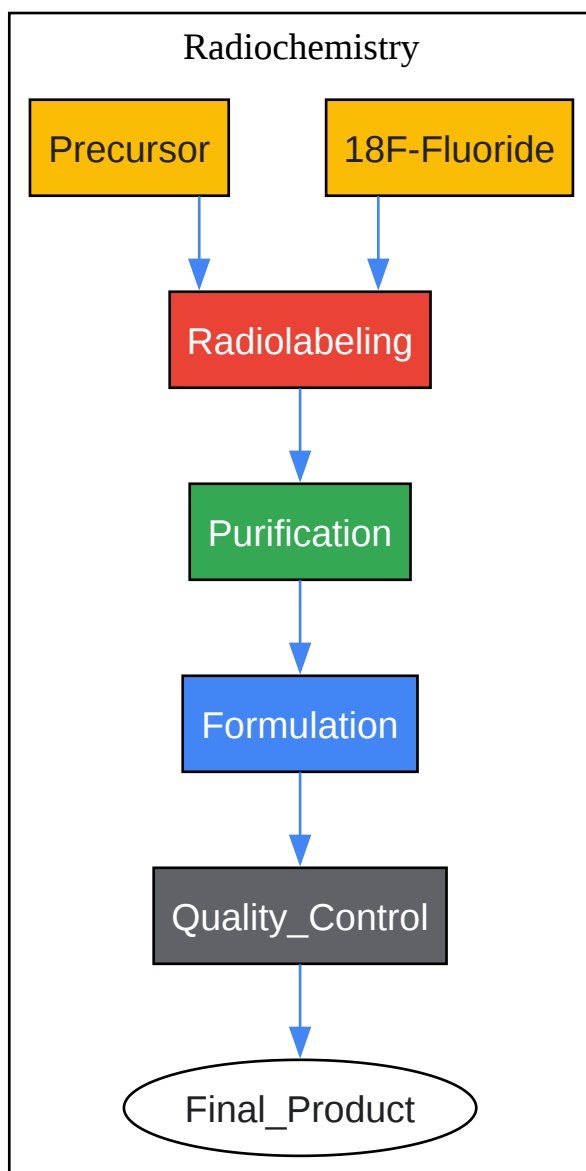 Radiochemistry
Precursor
18F-Fluoride
Radiolabeling
Purification
Formulation
Quality_Control
Final_Product